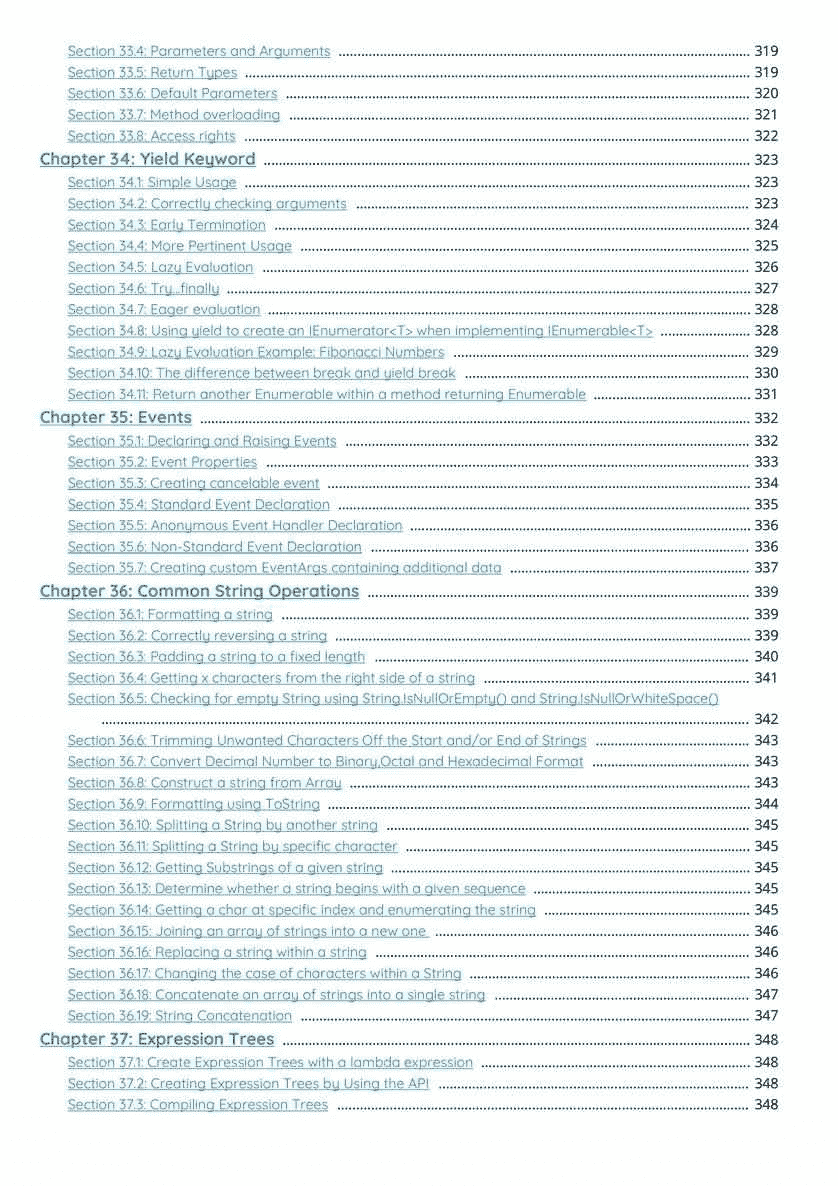 Section 33.4: Parameters and Arguments ........ 319
Section 33.5: Return Types ........ 319
Section 33.6: Default Parameters ........ 320
Section 33.7: Method overloading ........ 321
Section 33.8: Access rights ........ 322
Chapter 34: Yield Keyword ........ 323
Section 34.1: Simple Usage ........ 323
Section 34.2: Correctly checking arguments ........ 323
Section 34.3: Early Termination ........ 324
Section 34.4: More Pertinent Usage ........ 325
Section 34.5: Lazy Evaluation ........ 326
Section 34.6: Try...finally ........ 327
Section 34.7: Eager evaluation ........ 328
Section 34.8: Using yield to create an IEnumerator<T> when implementing IEnumerable<T> ........ 328
Section 34.9: Lazy Evaluation Example: Fibonacci Numbers ........ 329
Section 34.10: The difference between break and yield break ........ 330
Section 34.11: Return another Enumerable within a method returning Enumerable ........ 331
Chapter 35: Events ........ 332
Section 35.1: Declaring and Raising Events ........ 332
Section 35.2: Event Properties ........ 333
Section 35.3: Creating cancelable event ........ 334
Section 35.4: Standard Event Declaration ........ 335
Section 35.5: Anonymous Event Handler Declaration ........ 336
Section 35.6: Non-Standard Event Declaration ........ 336
Section 35.7: Creating custom EventArgs containing additional data ........ 337
Chapter 36: Common String Operations ........ 339
Section 36.1: Formatting a string ........ 339
Section 36.2: Correctly reversing a string ........ 339
Section 36.3: Padding a string to a fixed length ........ 340
Section 36.4: Getting x characters from the right side of a string ........ 341
Section 36.5: Checking for empty String using String.IsNullOrEmpty() and String.IsNullOrWhiteSpace()
........ 342
Section 36.6: Trimming Unwanted Characters Off the Start and/or End of Strings ........ 343
Section 36.7: Convert Decimal Number to Binary,Octal and Hexadecimal Format ........ 343
Section 36.8: Construct a string from Array ........ 343
Section 36.9: Formatting using ToString ........ 344
Section 36.10: Splitting a String by another string ........ 345
Section 36.11: Splitting a String by specific character ........ 345
Section 36.12: Getting Substrings of a given string ........ 345
Section 36.13: Determine whether a string begins with a given sequence ........ 345
Section 36.14: Getting a char at specific index and enumerating the string ........ 345
Section 36.15: Joining an array of strings into a new one ........ 346
Section 36.16: Replacing a string within a string ........ 346
Section 36.17: Changing the case of characters within a String ........ 346
Section 36.18: Concatenate an array of strings into a single string ........ 347
Section 36.19: String Concatenation ........ 347
Chapter 37: Expression Trees ........ 348
Section 37.1: Create Expression Trees with a lambda expression ........ 348
Section 37.2: Creating Expression Trees by Using the API ........ 348
Section 37.3: Compiling Expression Trees ........ 348